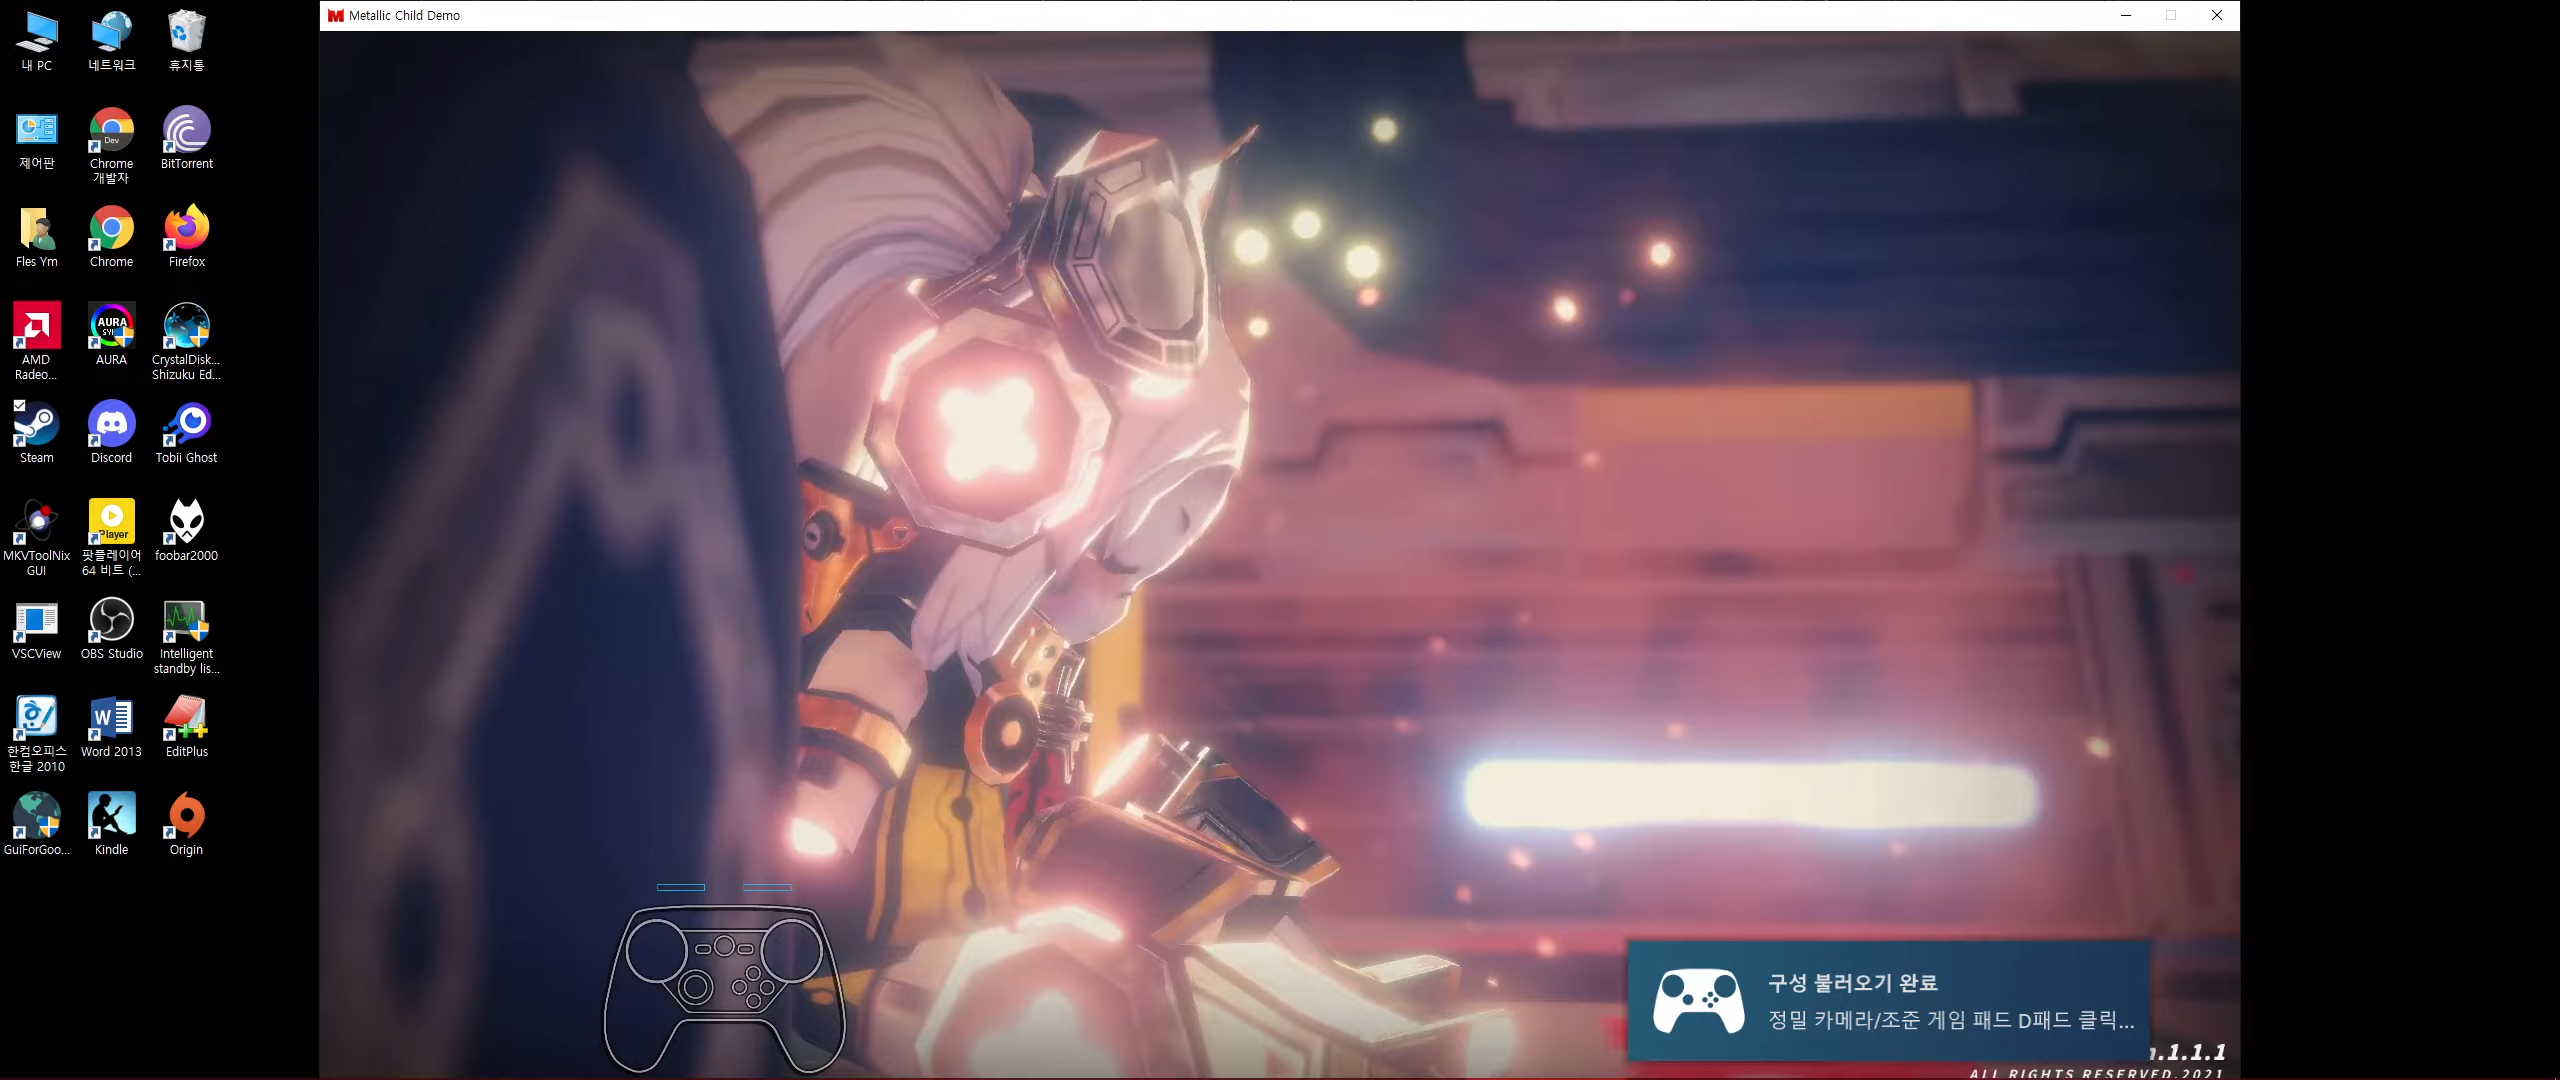 Metallic Child Demo
내 PC
네트워크
휴지통
제어판
Dev
Chrome
개발자
BitTorrent
Fles Ym
Chrome
Firefox
AMD
Radeo...
AURA
AURA
CrystalDisk...
Shizuku Ed...
Steam
Discord
Tobii Ghost
MKVToolNix
GUI
Player
팟플레이어
64 비트 (...
foobar2000
VSCView
OBS Studio
Intelligent
standby lis...
한컴오피스
한글 2010
W
Word 2013
EditPlus
GuiForGoo...
Kindle
Origin
구성 불러오기 완료
정밀 카메라/조준 게임 패드 D패드 클릭...
.1.1.1
ALL RIGHTS RESERVED.2021